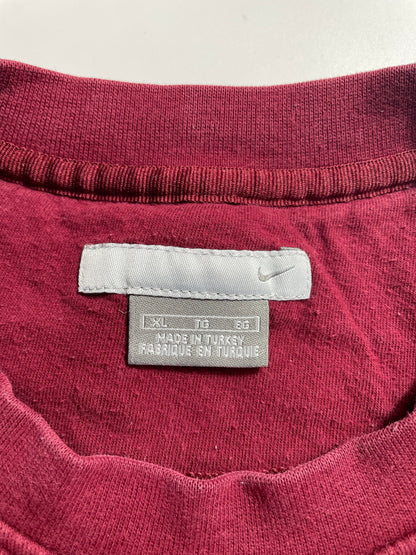 XL TG EG
MADE IN TURKEY
FABRIQUE EN TURQUIE